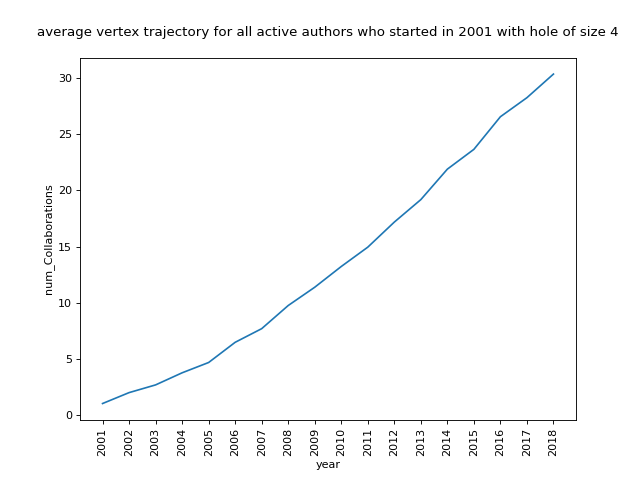 average vertex trajectory for all active authors who started in 2001 with hole of size 4
30
25
20
15
10
5
0
num_Collaborations
2001 2002 2003 2004 2005 2006 2007 2008 2009 2010 2011 2012 2013 2014 2015 2016 2017 2018
year